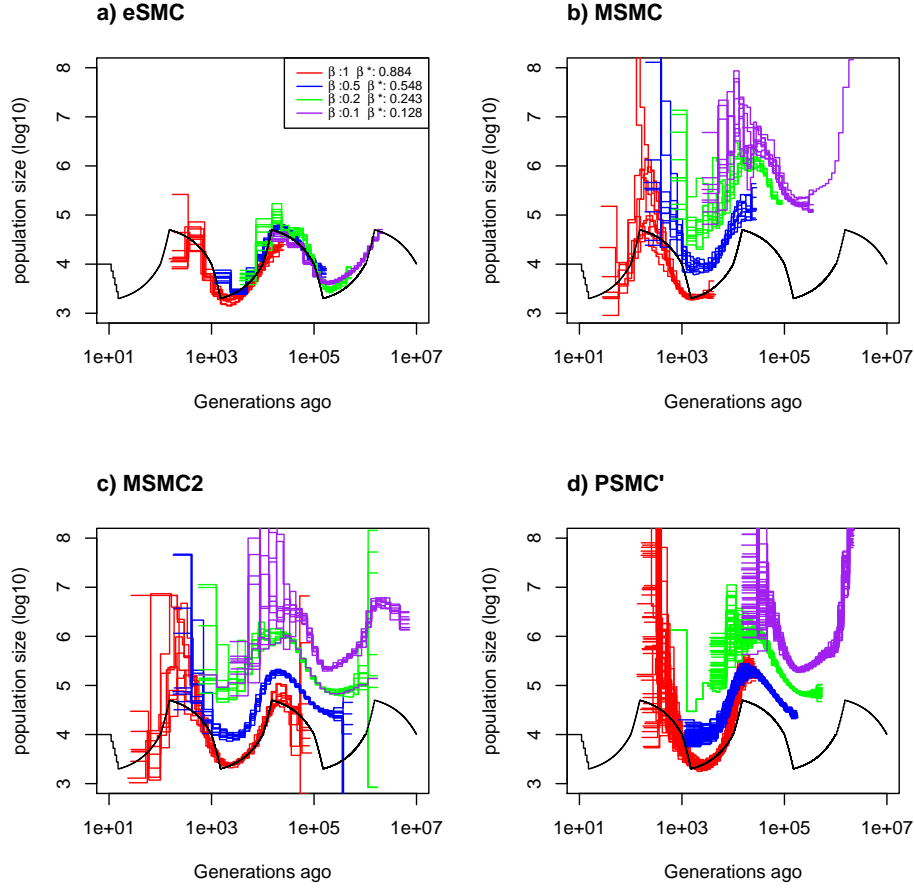 a) eSMC
population size (log10)
8
7
6
5
4
3
β :1 β *: 0.884
β :0.5 β *: 0.548
β :0.2 β *: 0.243
β :0.1 β *: 0.128
1e+01 1e+03 1e+05 1e+07
Generations ago
b) MSMC
population size (log10)
8
7
6
5
4
3
1e+01 1e+03 1e+05 1e+07
Generations ago
c) MSMC2
population size (log10)
8
7
6
5
4
3
1e+01 1e+03 1e+05 1e+07
Generations ago
d) PSMC'
population size (log10)
8
7
6
5
4
3
1e+01 1e+03 1e+05 1e+07
Generations ago